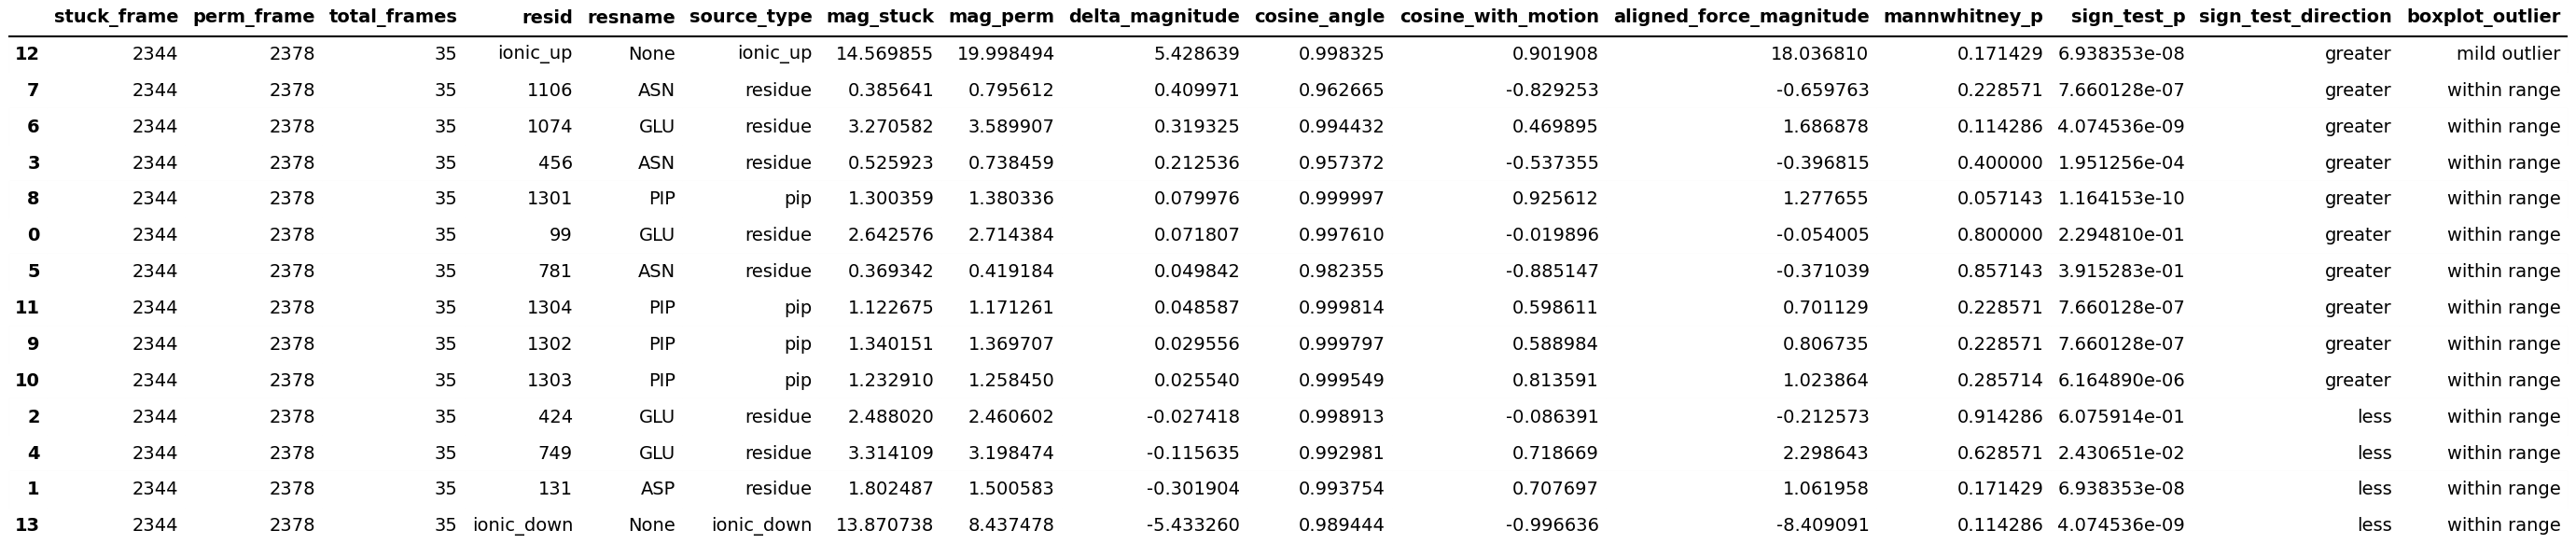 stuck_frame perm_frame total_frames resid resname source_type mag_stuck mag_perm delta_magnitude cosine_angle cosine_with_motion aligned_force_magnitude mannwhitney_p sign_test_p sign_test_direction boxplot_outlier
12 2344 2378 35 ionic_up None ionic_up 14.569855 19.998494 5.428639 0.998325 0.901908 18.036810 0.171429 6.938353e-08 greater mild outlier
7 2344 2378 35 1106 ASN residue 0.385641 0.795612 0.409971 0.962665 -0.829253 -0.659763 0.228571 7.660128e-07 greater within range
6 2344 2378 35 1074 GLU residue 3.270582 3.589907 0.319325 0.994432 0.469895 1.686878 0.114286 4.074536e-09 greater within range
3 2344 2378 35 456 ASN residue 0.525923 0.738459 0.212536 0.957372 -0.537355 -0.396815 0.400000 1.951256e-04 greater within range
8 2344 2378 35 1301 PIP pip 1.300359 1.380336 0.079976 0.999997 0.925612 1.277655 0.057143 1.164153e-10 greater within range
0 2344 2378 35 99 GLU residue 2.642576 2.714384 0.071807 0.997610 -0.019896 -0.054005 0.800000 2.294810e-01 greater within range
5 2344 2378 35 781 ASN residue 0.369342 0.419184 0.049842 0.982355 -0.885147 -0.371039 0.857143 3.915283e-01 greater within range
11 2344 2378 35 1304 PIP pip 1.122675 1.171261 0.048587 0.999814 0.598611 0.701129 0.228571 7.660128e-07 greater within range
9 2344 2378 35 1302 PIP pip 1.340151 1.369707 0.029556 0.999797 0.588984 0.806735 0.228571 7.660128e-07 greater within range
10 2344 2378 35 1303 PIP pip 1.232910 1.258450 0.025540 0.999549 0.813591 1.023864 0.285714 6.164890e-06 greater within range
2 2344 2378 35 424 GLU residue 2.488020 2.460602 -0.027418 0.998913 -0.086391 -0.212573 0.914286 6.075914e-01 less within range
4 2344 2378 35 749 GLU residue 3.314109 3.198474 -0.115635 0.992981 0.718669 2.298643 0.628571 2.430651e-02 less within range
1 2344 2378 35 131 ASP residue 1.802487 1.500583 -0.301904 0.993754 0.707697 1.061958 0.171429 6.938353e-08 less within range
13 2344 2378 35 ionic_down None ionic_down 13.870738 8.437478 -5.433260 0.989444 -0.996636 -8.409091 0.114286 4.074536e-09 less within range